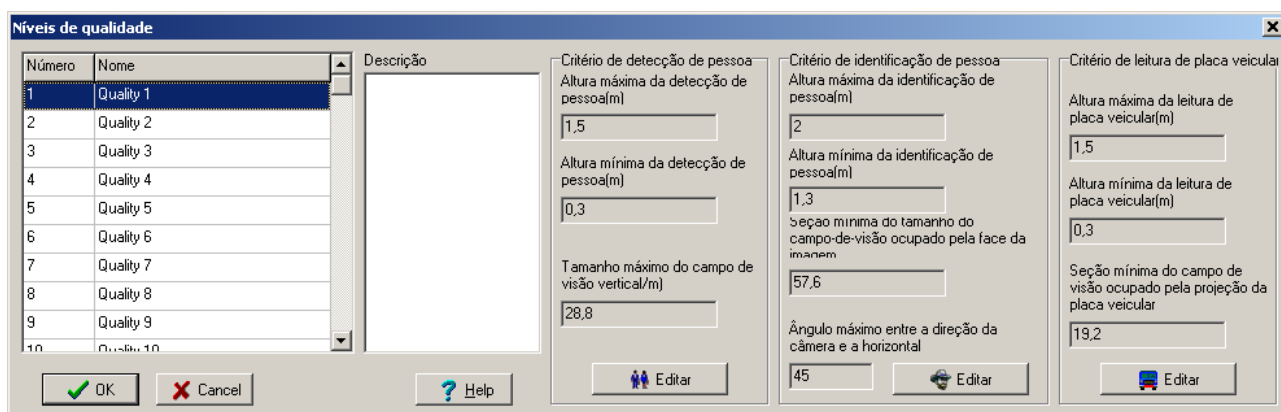 Níveis de qualidade
Número Nome
1 Quality 1
2 Quality 2
3 Quality 3
4 Quality 4
5 Quality 5
6 Quality 6
7 Quality 7
8 Quality 8
9 Quality 9
10 Quality 10
OK Cancel
Descrição
Help
Critério de detecção de pessoa
Altura máxima da detecção de
pessoa(m)
1,5
Altura mínima da detecção de
pessoa(m)
0,3
Tamanho máximo do campo de
visão vertical/m)
28,8
Editar
Critério de identificação de pessoa
Altura máxima da identificação de
pessoa(m)
2
Altura mínima da identificação de
pessoa(m)
1,3
Seção mínima do tamanho do
campo-de-visão ocupado pela face da
imagem
57,6
Ângulo máximo entre a direção da
câmera e a horizontal
45
Editar
Critério de leitura de placa veicular
Altura máxima da leitura de
placa veicular(m)
1,5
Altura mínima da leitura de
placa veicular(m)
0,3
Seção mínima do campo de
visão ocupado pela projeção da
placa veicular
19,2
Editar